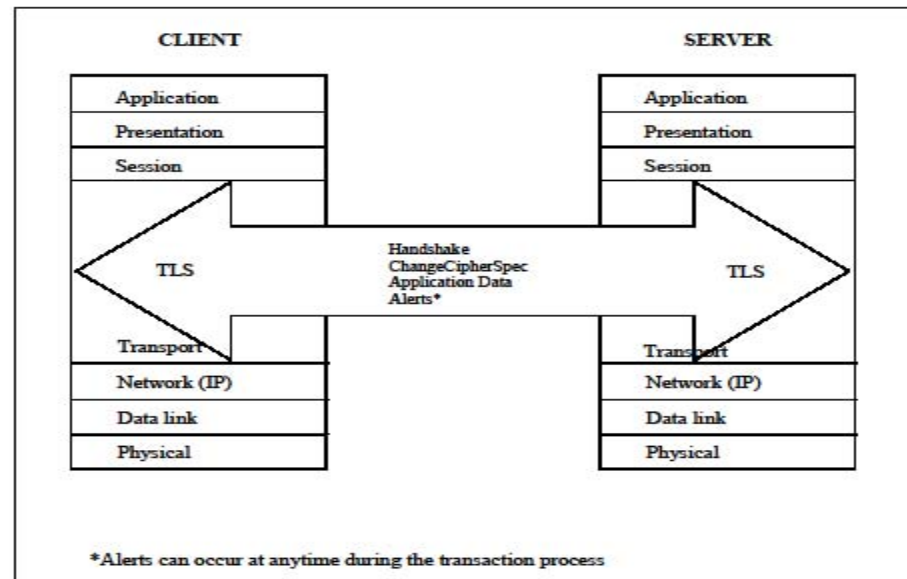 CLIENT
SERVER
Application
Presentation
Session
TLS
Transport
Network (IP)
Data link
Physical
Handshake
ChangeCipherSpec
Application Data
Alerts*
Application
Presentation
Session
TLS
Transport
Network (IP)
Data link
Physical
*Alerts can occur at anytime during the transaction process